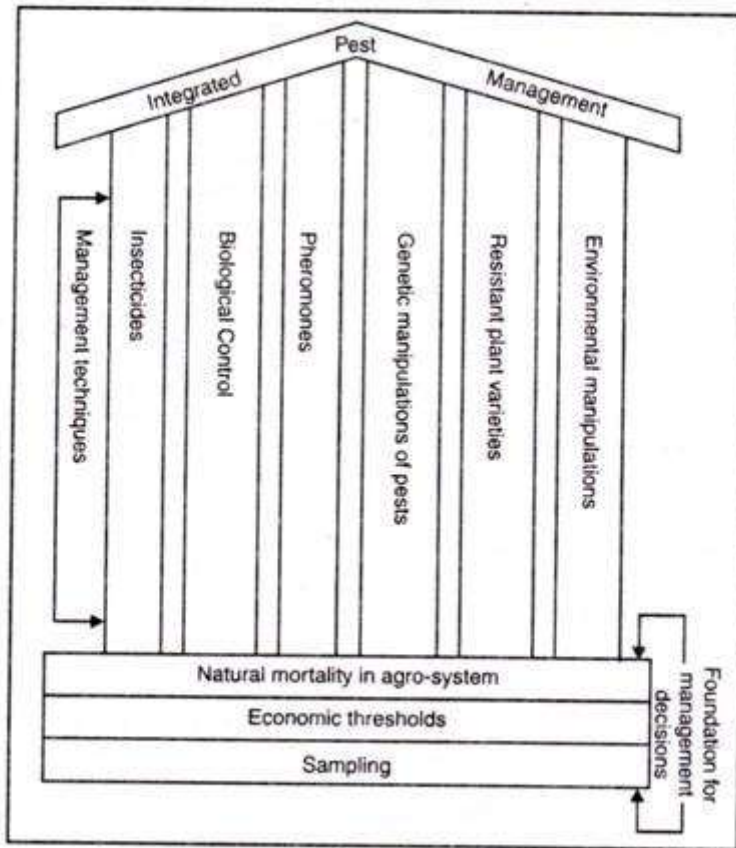 Integrated Pest Management
Management techniques
Insecticides
Biological Control
Pheromones
Genetic manipulations of pests
Resistant plant varieties
Environmental manipulations
Foundation for
management
decisions
Natural mortality in agro-system
Economic thresholds
Sampling